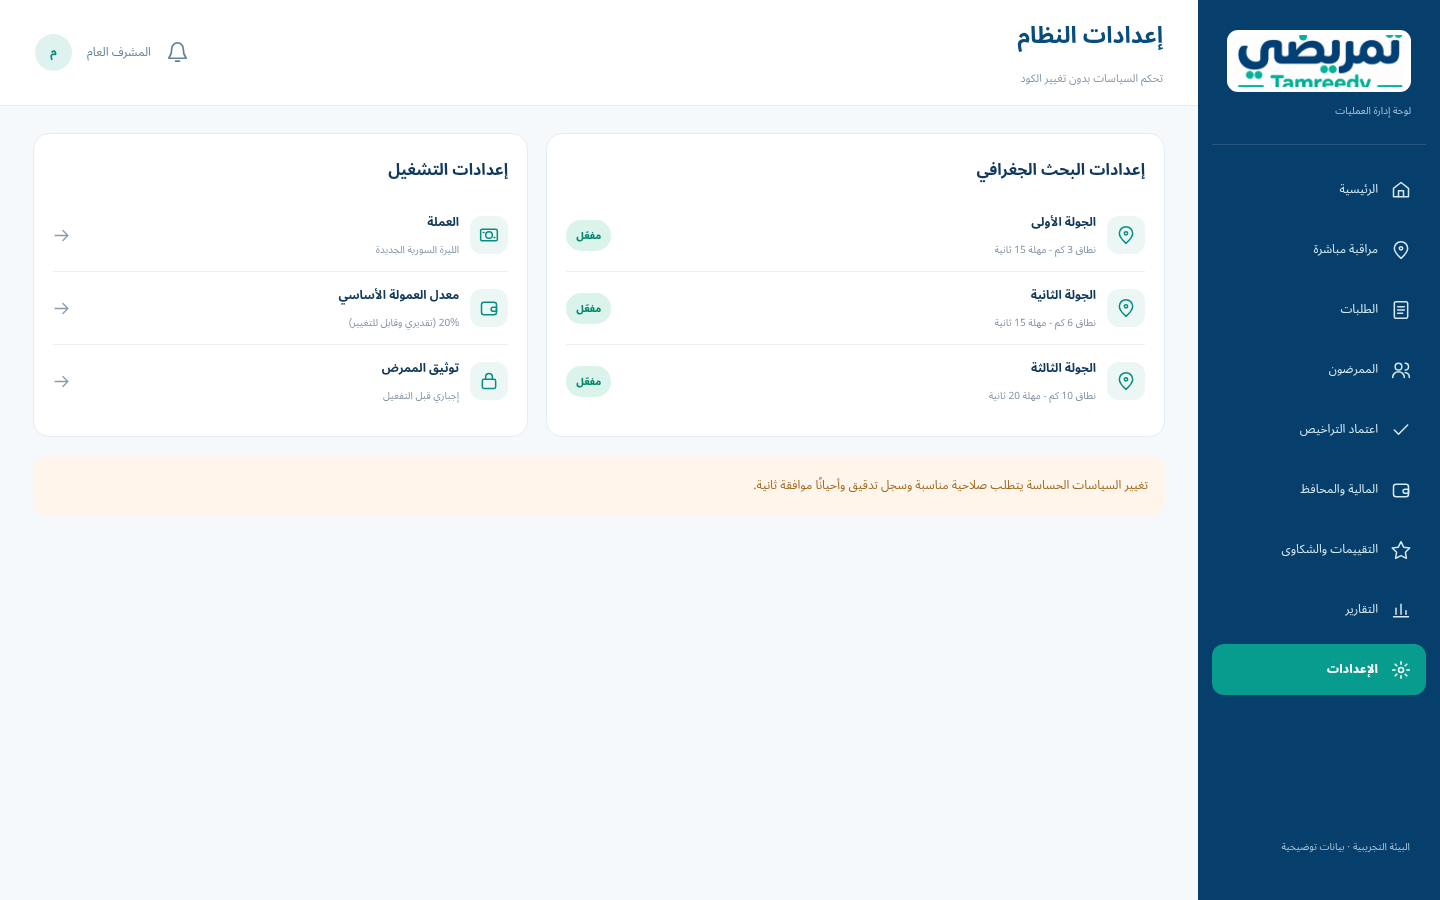 تمريضي
Tamreedy
لوحة إدارة العمليات
الرئيسية
مراقبة مباشرة
الطلبات
الممرضون
اعتماد التراخيص
المالية والمحافظ
التقييمات والشكاوى
التقارير
الإعدادات
البيئة التجريبية · بيانات توضيحية
إعدادات النظام
تحكم السياسات بدون تغيير الكود
المشرف العام
م
إعدادات البحث الجغرافي
الجولة الأولى
نطاق 3 كم - مهلة 15 ثانية
مفعّل
الجولة الثانية
نطاق 6 كم - مهلة 15 ثانية
مفعّل
الجولة الثالثة
نطاق 10 كم - مهلة 20 ثانية
مفعّل
إعدادات التشغيل
العملة
الليرة السورية الجديدة
معدل العمولة الأساسي
20% (تقديري وقابل للتغيير)
توثيق الممرض
إجباري قبل التفعيل
تغيير السياسات الحساسة يتطلب صلاحية مناسبة وسجل تدقيق وأحيانًا موافقة ثانية.